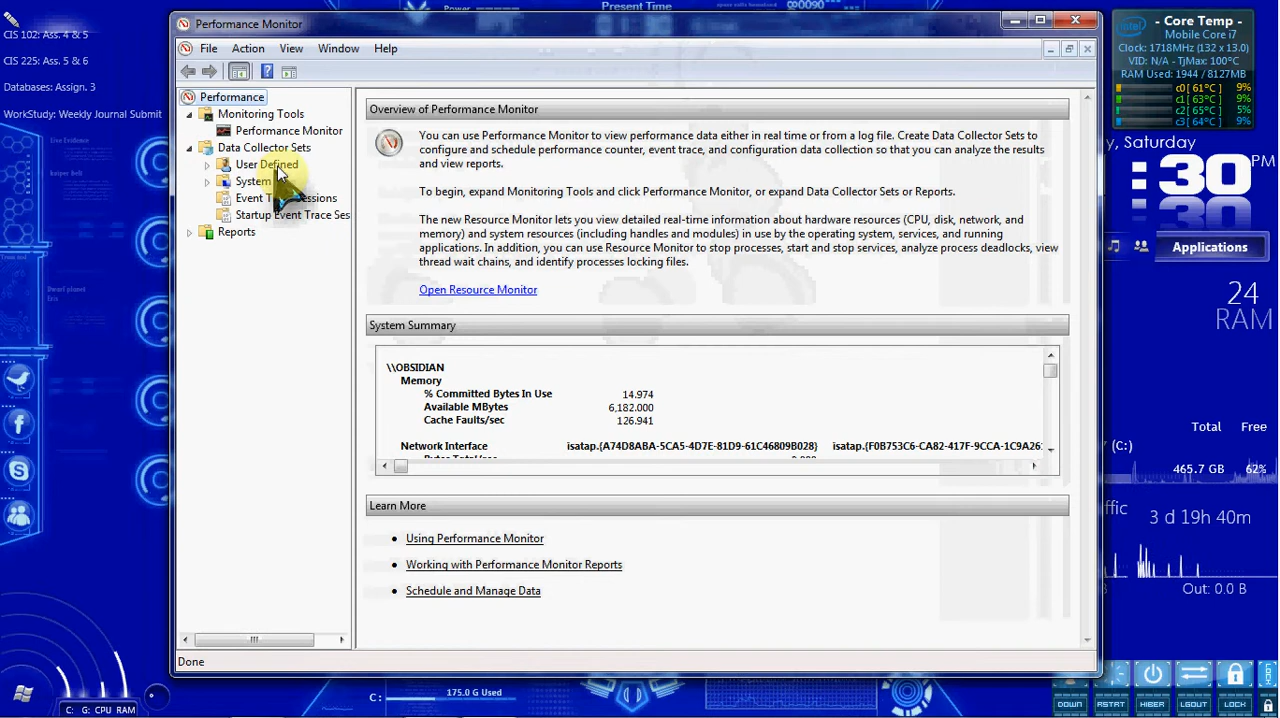 Power
Present Time
CIS 102: Ass. 4 & 5
CIS 225: Ass. 5 & 6
Databases: Assign. 3
WorkStudy: Weekly Journal Submit
Performance Monitor
File Action View Window Help
Performance
Monitoring Tools
Performance Monitor
Data Collector Sets
User Defined
System
Startup Event Trace Ses
Reports
Overview of Performance Monitor
You can use Performance Monitor to view performance data either in real time or from a log file. Create Data Collector Sets to
configure and schedule performance counter, event trace, and configuration data collection so that you can analyze the results
and view reports.
To begin, expand Monitoring Tools and click Performance Monitor, or expand Data Collector Sets or Reports.
The new Resource Monitor lets you view detailed real-time information about hardware resources (CPU, disk, network, and
memory) and system resources (including handles and modules) in use by the operating system, services, and running
applications. In addition, you can use Resource Monitor to stop processes, start and stop services, analyze process deadlocks, view
thread wait chains, and identify processes locking files.
Open Resource Monitor
System Summary
\\OBSIDIAN
Memory
% Committed Bytes In Use 14.974
Available MBytes 6,182.000
Cache Faults/sec 126.941
Network Interface isatap.{A74D8ABA-5CA5-4D7E-81D9-61C46809B028} isatap.{F0B753C6-CA82-417F-9CCA-1C9A26:
Learn More
• Using Performance Monitor
• Working with Performance Monitor Reports
• Schedule and Manage Data
Done
- Core Temp -
Mobile Core i7
Clock: 1718MHz (132 x 13.0)
VID: N/A - TjMax: 100°C
RAM Used: 1944 / 8127MB
c0 [ 61°C ] 9%
c1 [ 63°C ] 9%
c2 [ 65°C ] 5%
c3 [ 64°C ] 9%
y, Saturday
:30 PM
Applications
24
RAM
Total Free
(C:)
465.7 GB 62%
ffic
3 d 19h 40m
Out: 0.0 B
C: G: CPU RAM
C: 175.0 G Used
DOWN RSTRT HIBER LGOUT LOCK